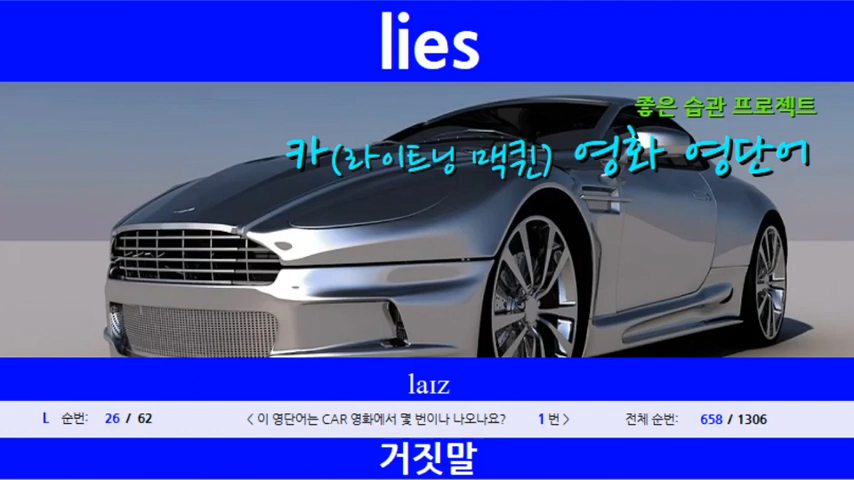 lies
좋은 습관 프로젝트
카(라이트닝 맥퀸) 영화 영단어
laɪz
L 순번: 26 / 62 < 이 영단어는 CAR 영화에서 몇 번이나 나오나요? 1 번 > 전체 순번: 658 / 1306
거짓말